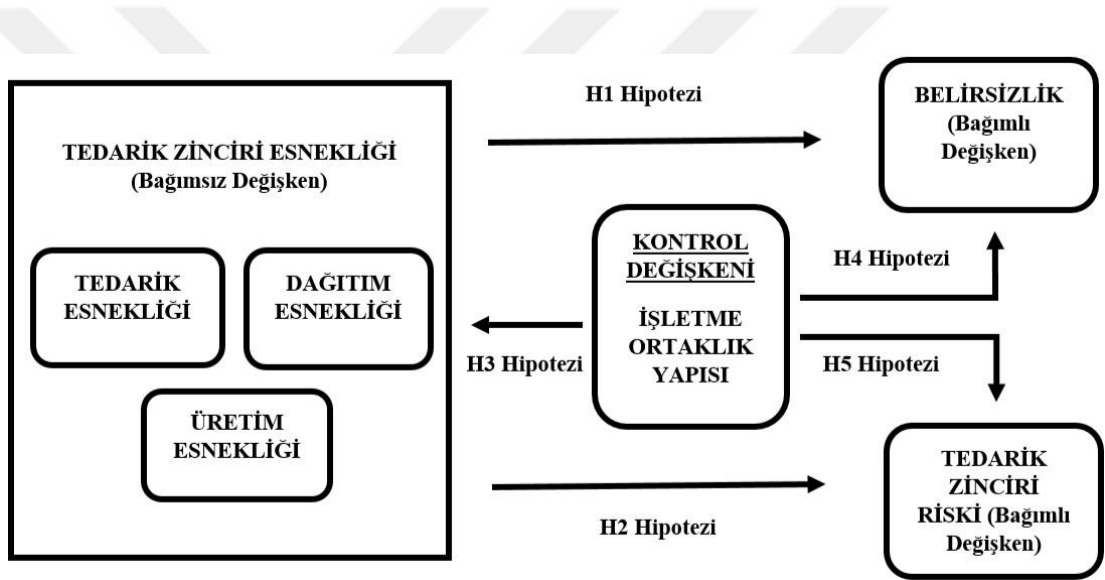 TEDARİK ZİNCİRİ ESNEKLİĞİ
(Bağımsız Değişken)
TEDARİK
ESNEKLİĞİ
DAĞITIM
ESNEKLİĞİ
ÜRETİM
ESNEKLİĞİ
H1 Hipotezi
BELİRSİZLİK
(Bağımlı
Değişken)
KONTROL
DEĞİŞKENİ
İŞLETME
ORTAKLIK
YAPISI
H4 Hipotezi
H3 Hipotezi
H5 Hipotezi
H2 Hipotezi
TEDARİK
ZİNCİRİ
RİSKİ (Bağımlı
Değişken)